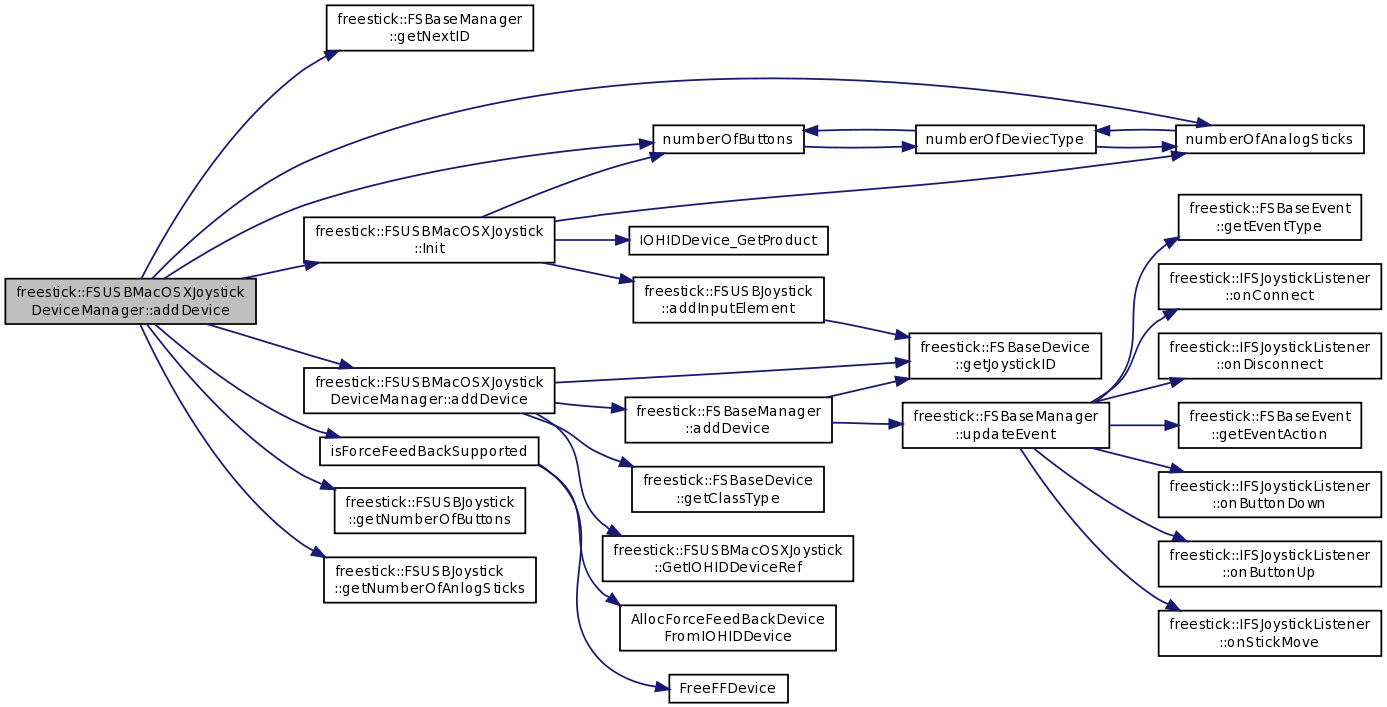 freestick::FSBaseManager
::getNextID
numberOfButtons
numberOfDeviecType
numberOfAnalogSticks
freestick::FSUSBMacOSXJoystick
::Init
IOHIDDevice_GetProduct
freestick::FSUSBJoystick
::addInputElement
freestick::FSUSBMacOSXJoystick
DeviceManager::addDevice
freestick::FSBaseEvent
::getEventType
freestick::IFSJoystickListener
::onConnect
freestick::FSBaseDevice
::getJoystickID
freestick::IFSJoystickListener
::onDisconnect
freestick::FSUSBMacOSXJoystick
DeviceManager::addDevice
freestick::FSBaseManager
::addDevice
freestick::FSBaseManager
::updateEvent
freestick::FSBaseEvent
::getEventAction
isForceFeedBackSupported
freestick::FSBaseDevice
::getClassType
freestick::IFSJoystickListener
::onButtonDown
freestick::FSUSBJoystick
::getNumberOfButtons
freestick::FSUSBMacOSXJoystick
::GetIOHIDDeviceRef
freestick::IFSJoystickListener
::onButtonUp
freestick::FSUSBJoystick
::getNumberOfAnlogSticks
AllocForceFeedBackDevice
FromIOHIDDevice
freestick::IFSJoystickListener
::onStickMove
FreeFFDevice